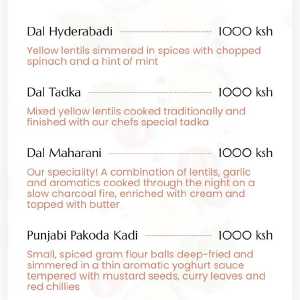 Dal Hyderabadi 1000 ksh
Yellow lentils simmered in spices with chopped
spinach and a hint of mint
Dal Tadka 1000 ksh
Mixed yellow lentils cooked traditionally and
finished with our chefs special tadka
Dal Maharani 1000 ksh
Our speciality! A combination of lentils, garlic
and aromatics cooked through the night on a
slow charcoal fire, enriched with cream and
topped with butter
Punjabi Pakoda Kadi 1000 ksh
Small, spiced gram flour balls deep-fried and
simmered in a thin aromatic yoghurt sauce
tempered with mustard seeds, curry leaves and
red chillies